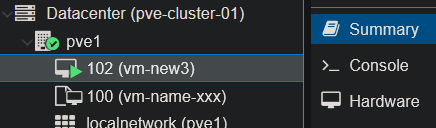 Datacenter (pve-cluster-01)
pve1
102 (vm-new3)
100 (vm-name-xxx)
localnetwork (pve1)
Summary
Console
Hardware